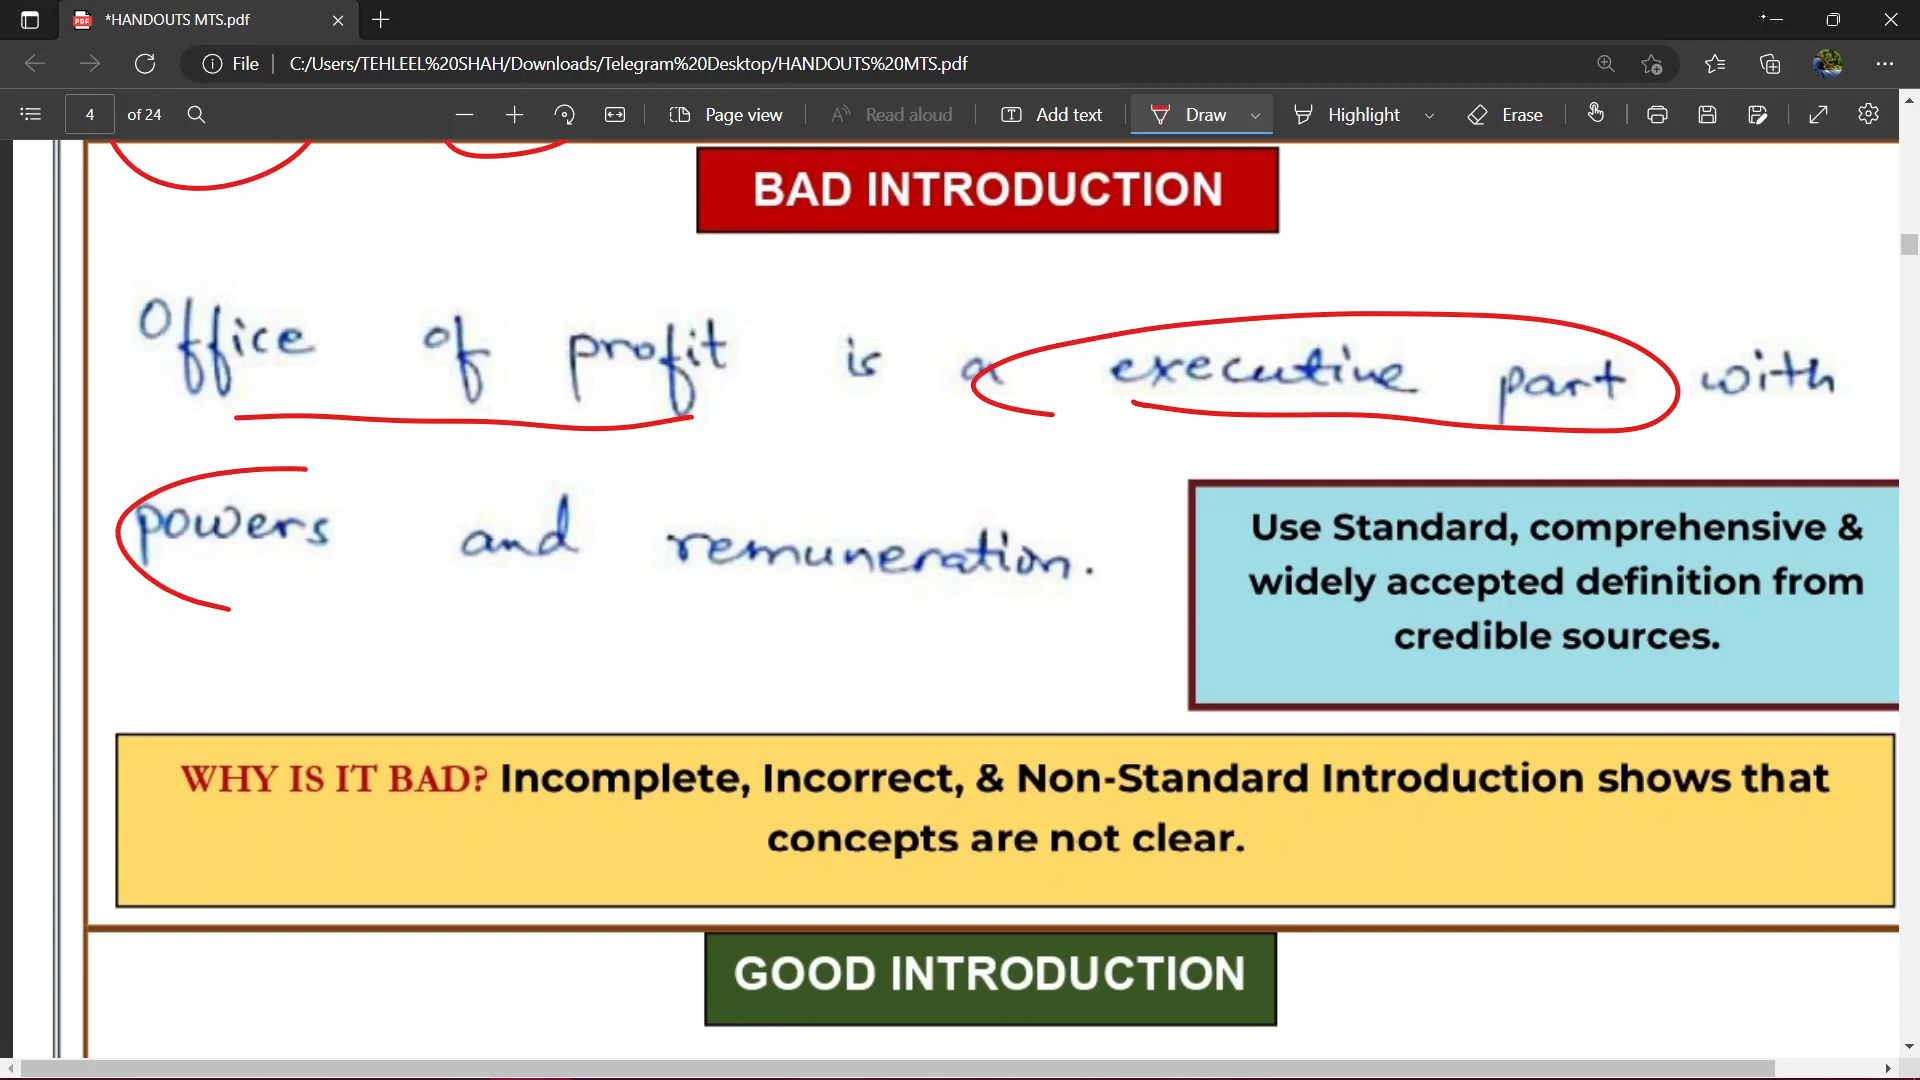 *HANDOUTS MTS.pdf
File C:/Users/TEHLEEL%20SHAH/Downloads/Telegram%20Desktop/HANDOUTS%20MTS.pdf
4 of 24 Page view Read aloud Add text Draw Highlight Erase
BAD INTRODUCTION
Office of profit is a executive part with
powers and remuneration.
Use Standard, comprehensive &
widely accepted definition from
credible sources.
WHY IS IT BAD? Incomplete, Incorrect, & Non-Standard Introduction shows that
concepts are not clear.
GOOD INTRODUCTION